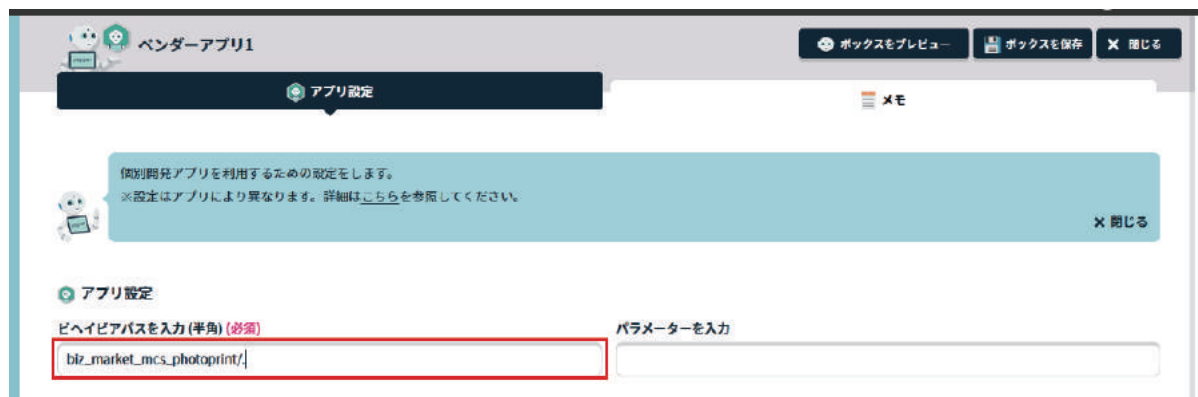 ベンダーアプリ1
ボックスをプレビュー
ボックスを保存
× 閉じる
アプリ設定
メモ
個別開発アプリを利用するための設定をします。
※設定はアプリにより異なります。詳細はこちらを参照してください。
× 閉じる
アプリ設定
ビヘイビアパスを入力 (半角) (必須)
パラメーターを入力
biz_market_mcs_photoprint/.